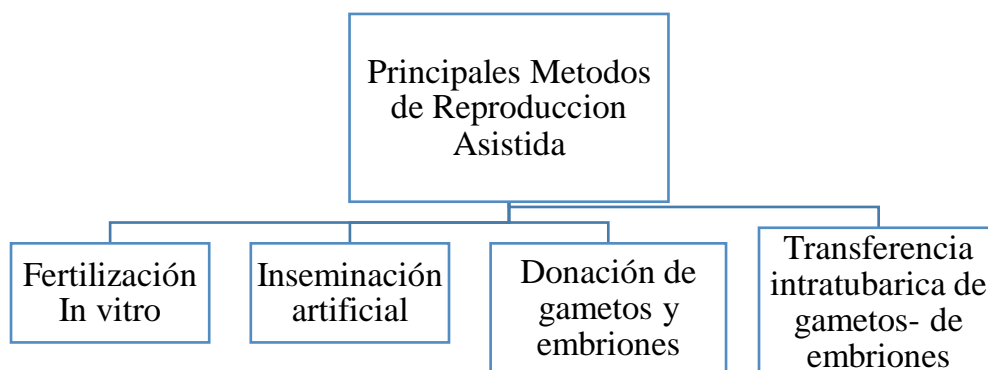 Principales Metodos
de Reproduccion
Asistida
Fertilización
In vitro
Inseminación
artificial
Donación de
gametos y
embriones
Transferencia
intratubarica de
gametos- de
embriones